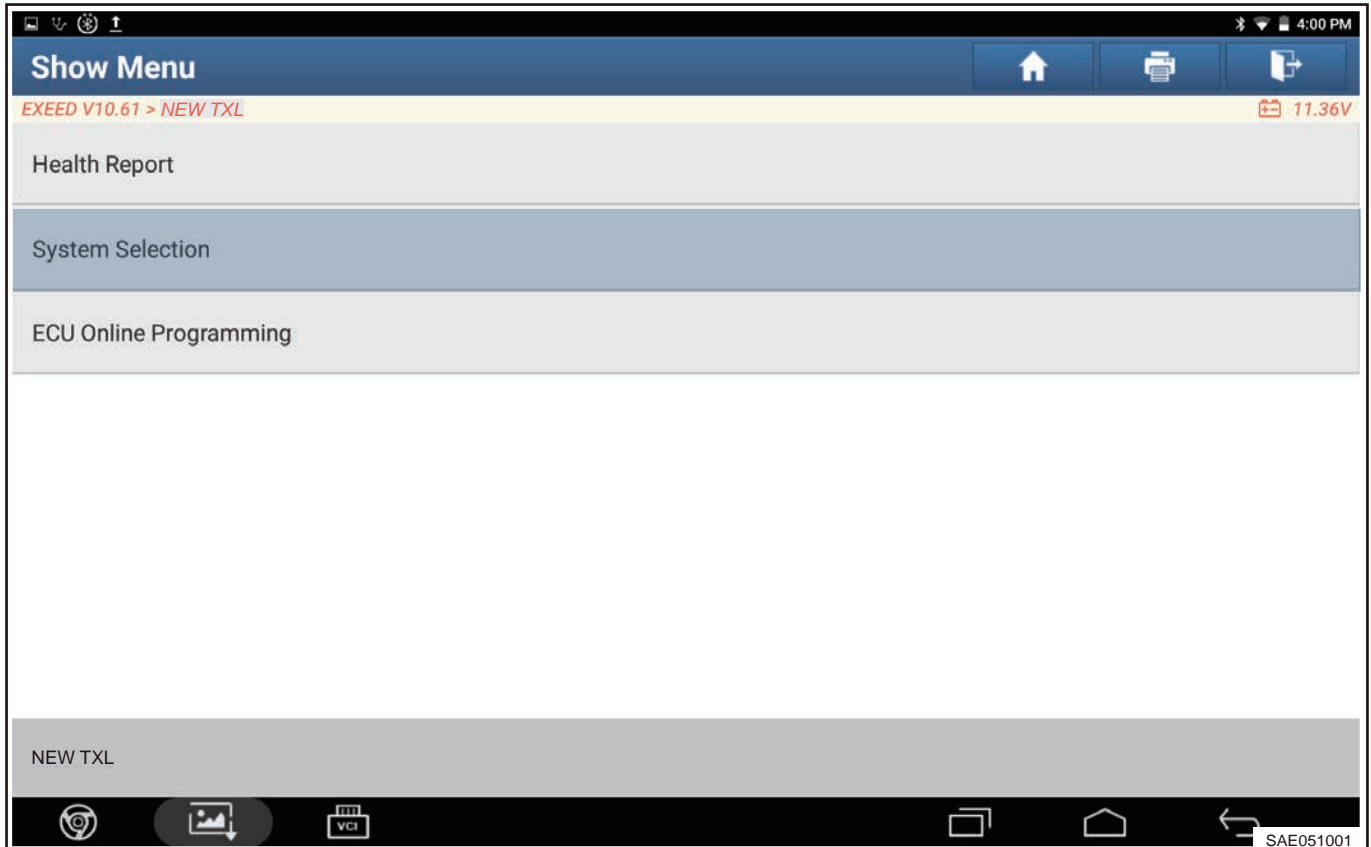 4:00 PM
Show Menu
EXEED V10.61 > NEW TXL
11.36V
Health Report
System Selection
ECU Online Programming
NEW TXL
VCI
SAE051001